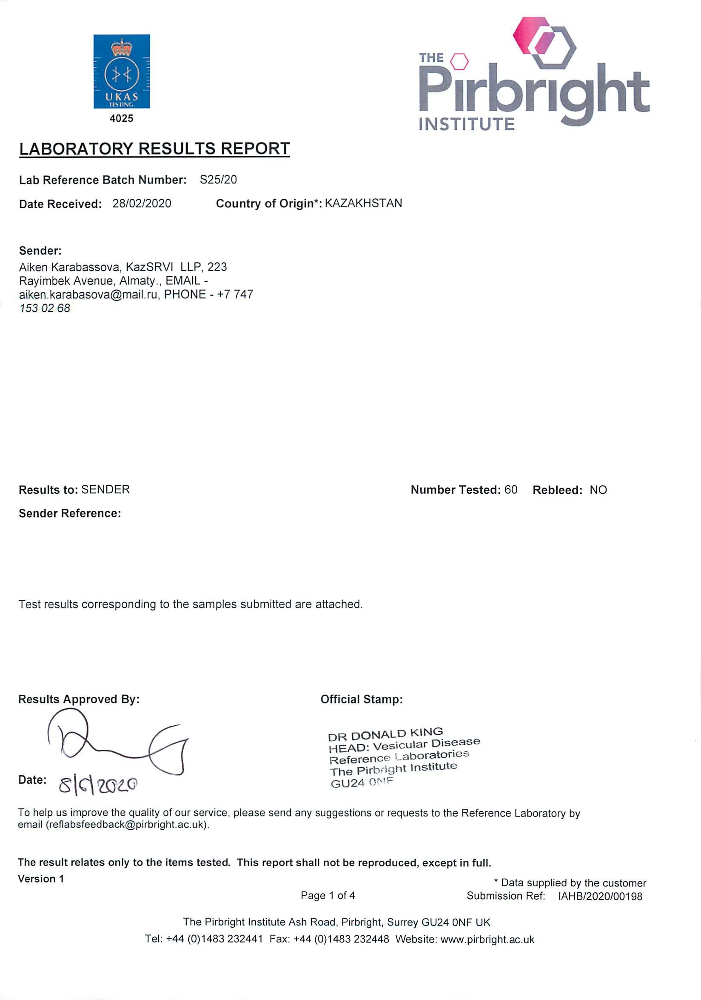 UKAS
TESTING
4025
THE
Pirbright
INSTITUTE
LABORATORY RESULTS REPORT
Lab Reference Batch Number: S25/20
Date Received: 28/02/2020 Country of Origin*: KAZAKHSTAN
Sender:
Aiken Karabassova, KazSRVI LLP, 223
Rayimbek Avenue, Almaty., EMAIL -
aiken.karabasova@mail.ru, PHONE - +7 747
153 02 68
Results to: SENDER Number Tested: 60 Rebleed: NO
Sender Reference:
Test results corresponding to the samples submitted are attached.
Results Approved By: Official Stamp:
DR DONALD KING
HEAD: Vesicular Disease
Reference Laboratories
The Pirbright Institute
GU24 0NF
Date: 8/6/2020
To help us improve the quality of our service, please send any suggestions or requests to the Reference Laboratory by
email (reflabsfeedback@pirbright.ac.uk).
The result relates only to the items tested. This report shall not be reproduced, except in full.
Version 1
* Data supplied by the customer
Page 1 of 4 Submission Ref: IAHB/2020/00198
The Pirbright Institute Ash Road, Pirbright, Surrey GU24 0NF UK
Tel: +44 (0)1483 232441 Fax: +44 (0)1483 232448 Website: www.pirbright.ac.uk